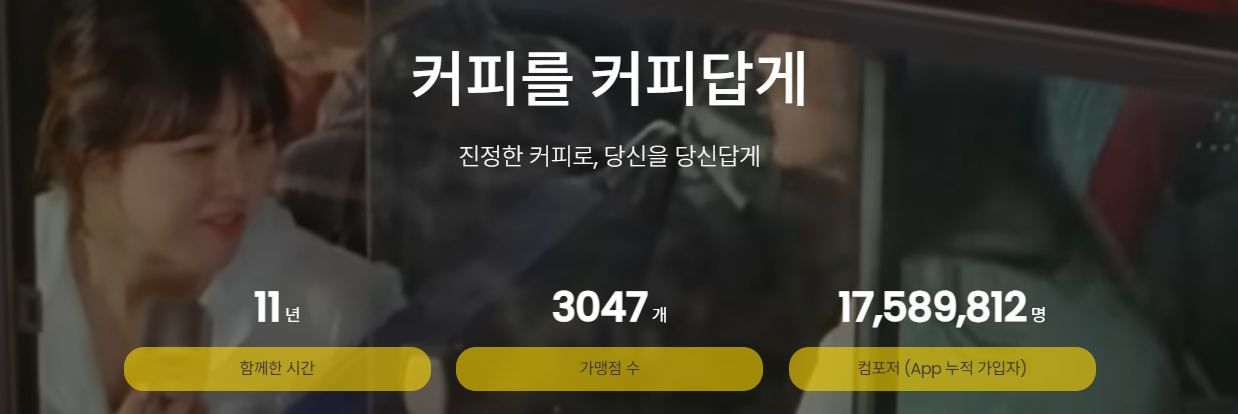 커피를 커피답게
진정한 커피로, 당신을 당신답게
11 년
3047 개
17,589,812 명
함께한 시간
가맹점 수
컴포저 (App 누적 가입자)